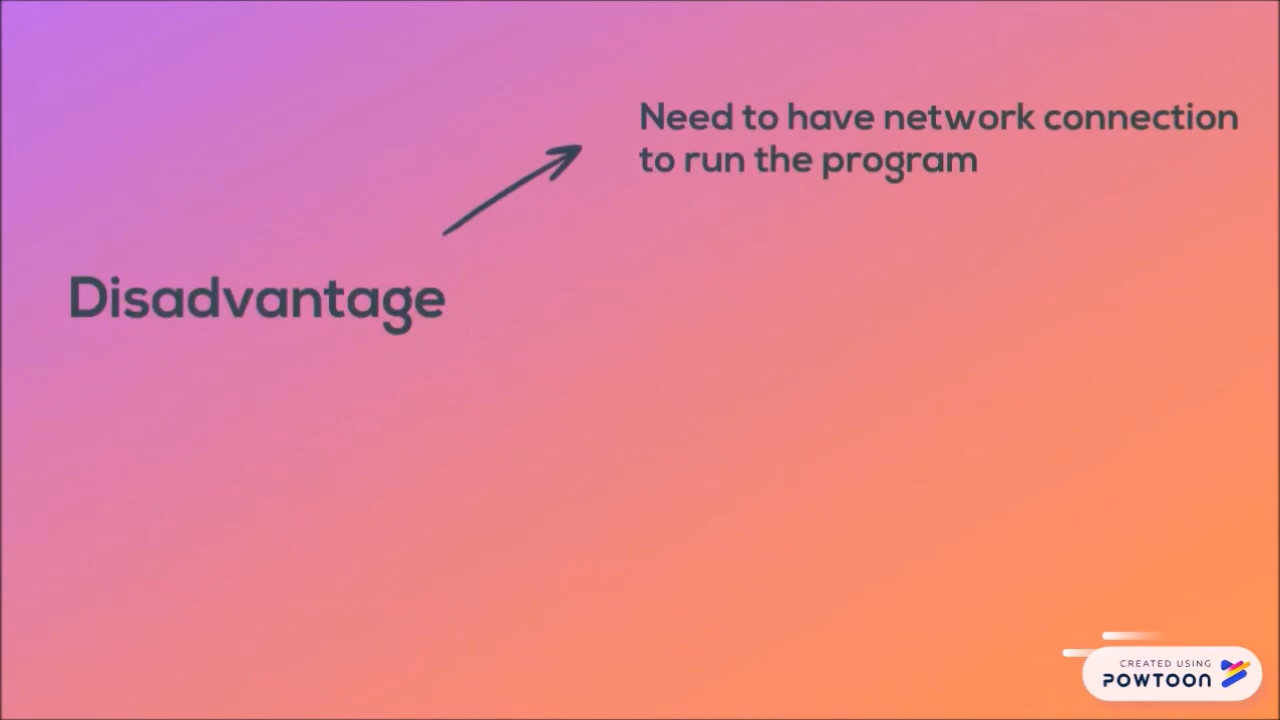 Need to have network connection
to run the program
Disadvantage
CREATED USING
POWTOON